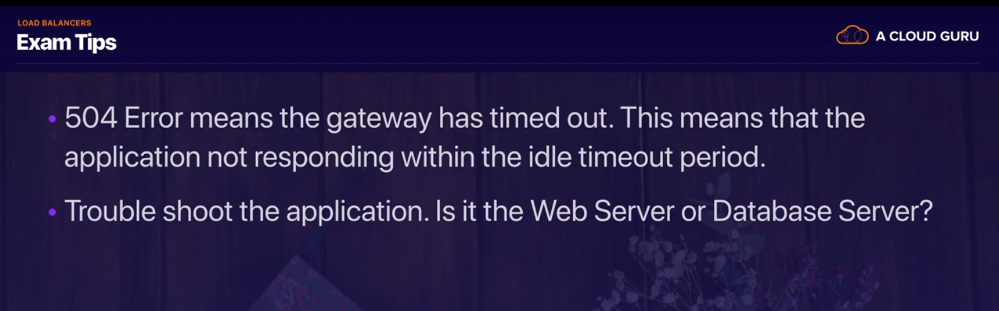 LOAD BALANCERS
Exam Tips
A CLOUD GURU
• 504 Error means the gateway has timed out. This means that the
application not responding within the idle timeout period.
• Trouble shoot the application. Is it the Web Server or Database Server?